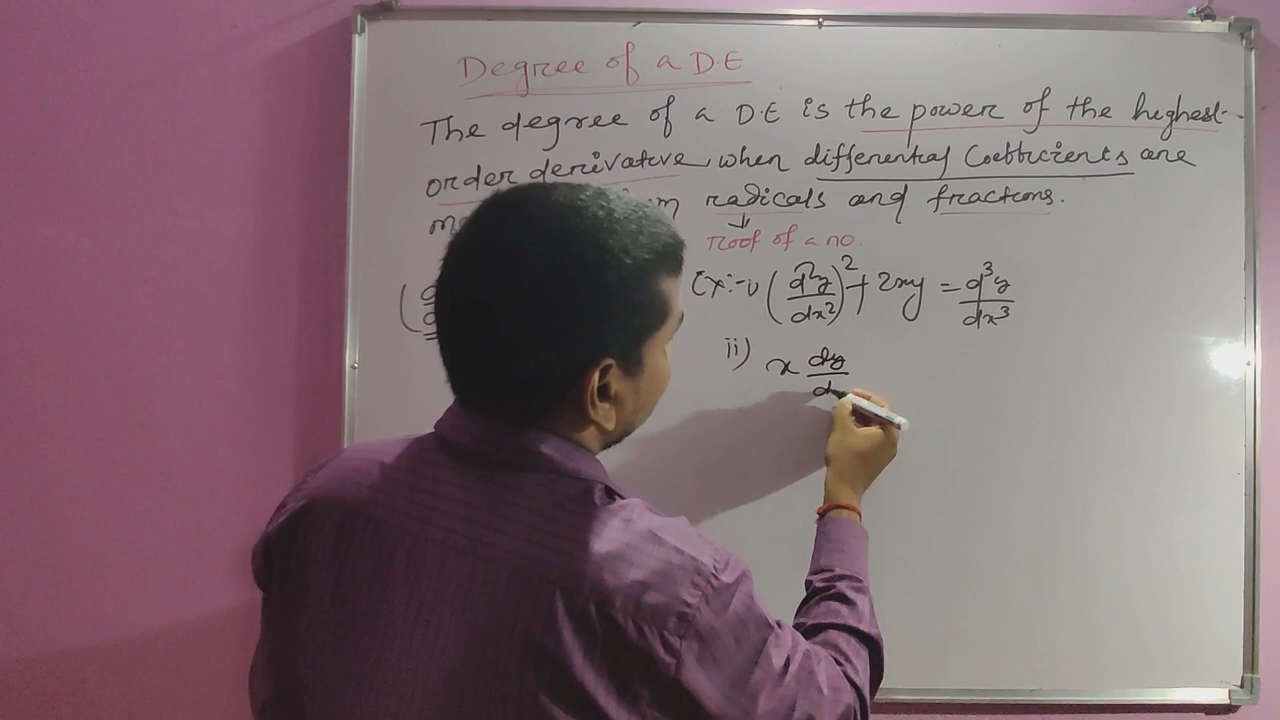 Degree of a D.E
The degree of a D.E is the power of the highest
order derivative, when differential Coefficients are
radicals and fractions.
root of a no.
Ex:- i) (d²y/dx²)² + 2xy = d³y/dx³
ii) x dy/d